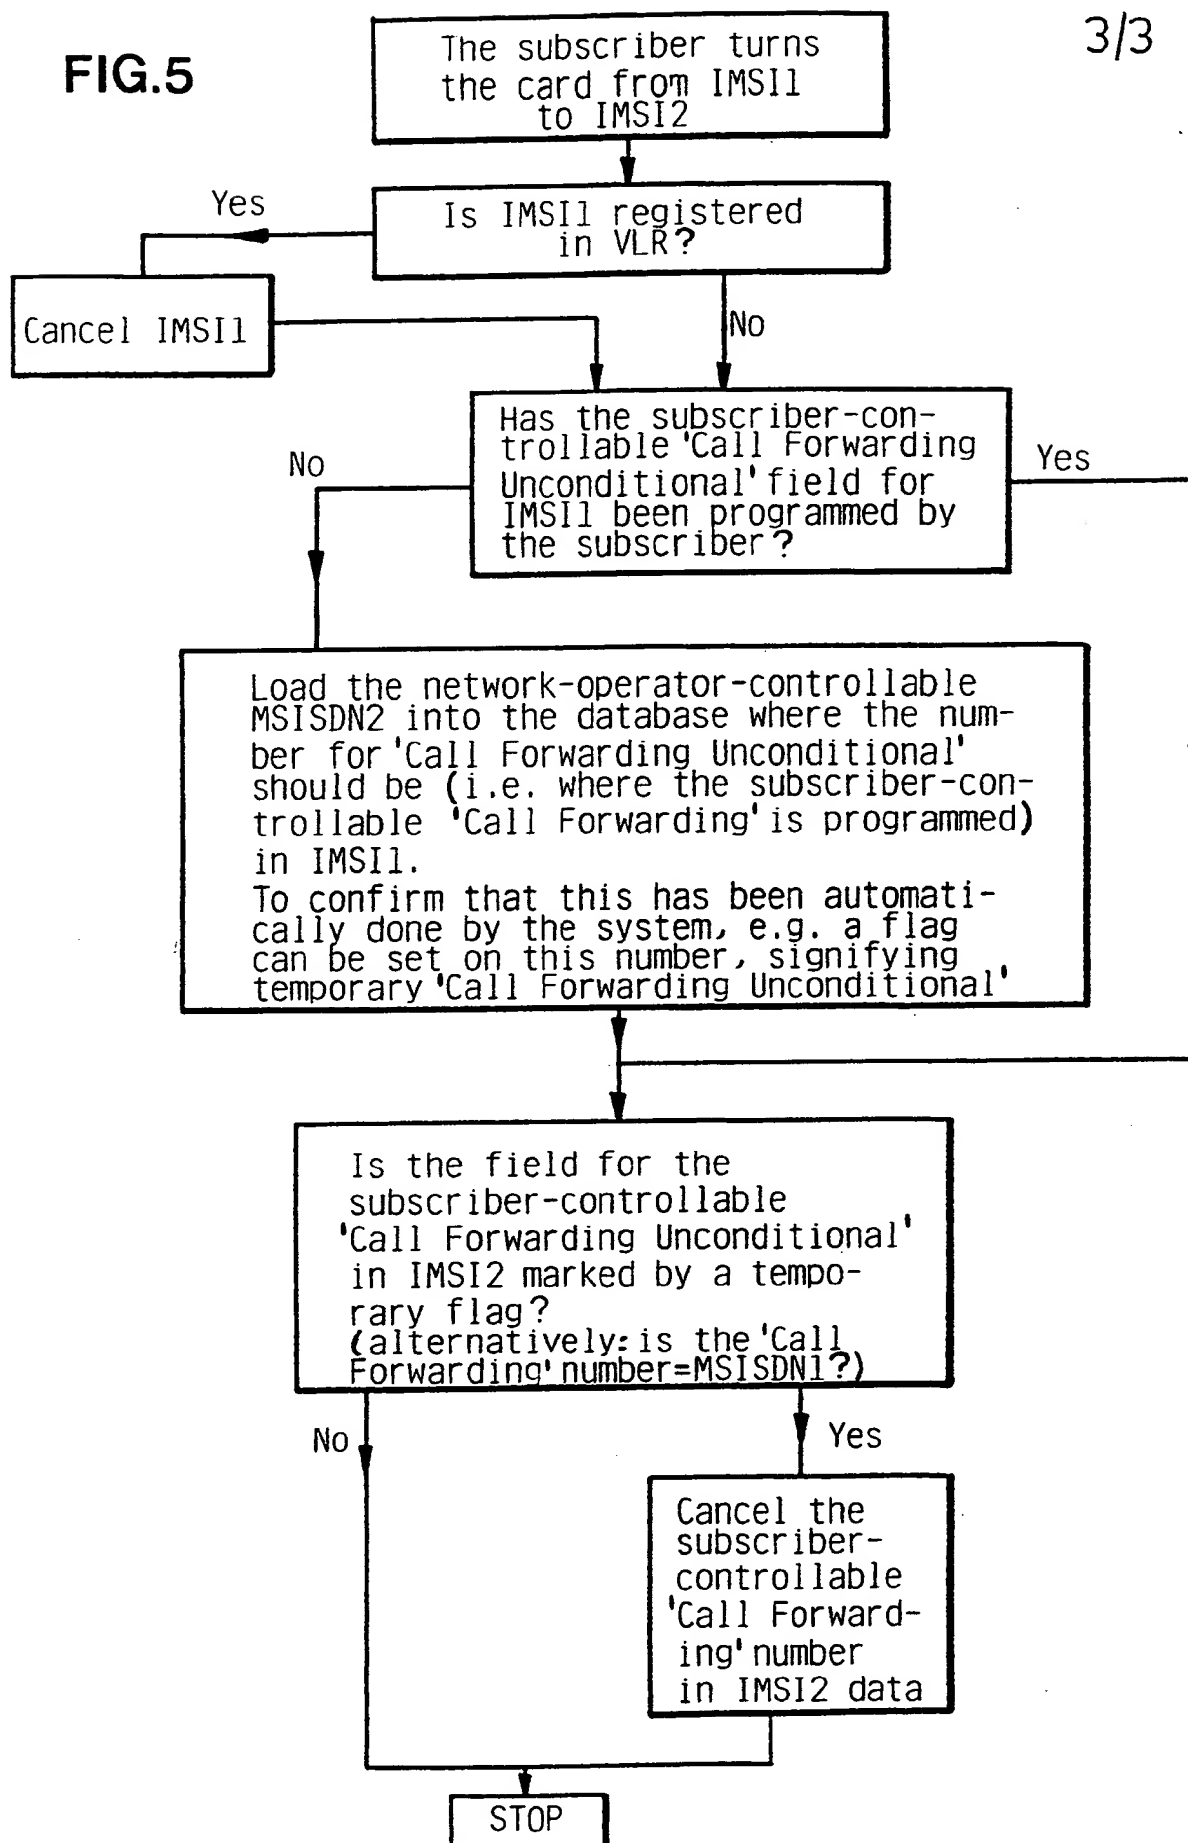 FIG.5
3/3
The subscriber turns
the card from IMSI1
to IMSI2
Is IMSI1 registered
in VLR?
Yes
No
Cancel IMSI1
Has the subscriber-con-
trollable 'Call Forwarding
Unconditional' field for
IMSI1 been programmed by
the subscriber?
No
Yes
Load the network-operator-controllable
MSISDN2 into the database where the num-
ber for 'Call Forwarding Unconditional'
should be (i.e. where the subscriber-con-
trollable 'Call Forwarding' is programmed)
in IMSI1.
To confirm that this has been automati-
cally done by the system, e.g. a flag
can be set on this number, signifying
temporary 'Call Forwarding Unconditional'
Is the field for the
subscriber-controllable
'Call Forwarding Unconditional'
in IMSI2 marked by a tempo-
rary flag?
(alternatively: is the 'Call
Forwarding' number=MSISDN1?)
No
Yes
Cancel the
subscriber-
controllable
'Call Forward-
ing' number
in IMSI2 data
STOP